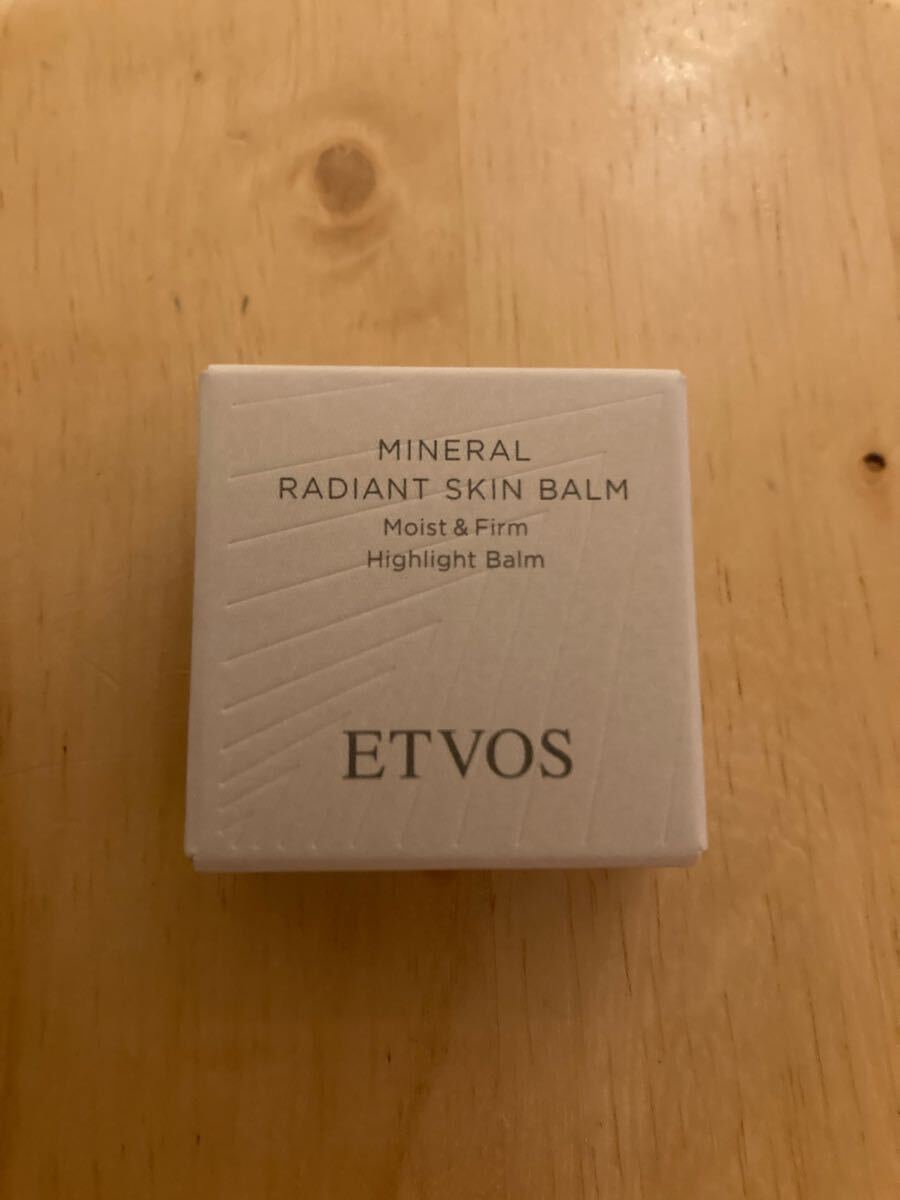 MINERAL
RADIANT SKIN BALM
Moist & Firm
Highlight Balm
ETVOS